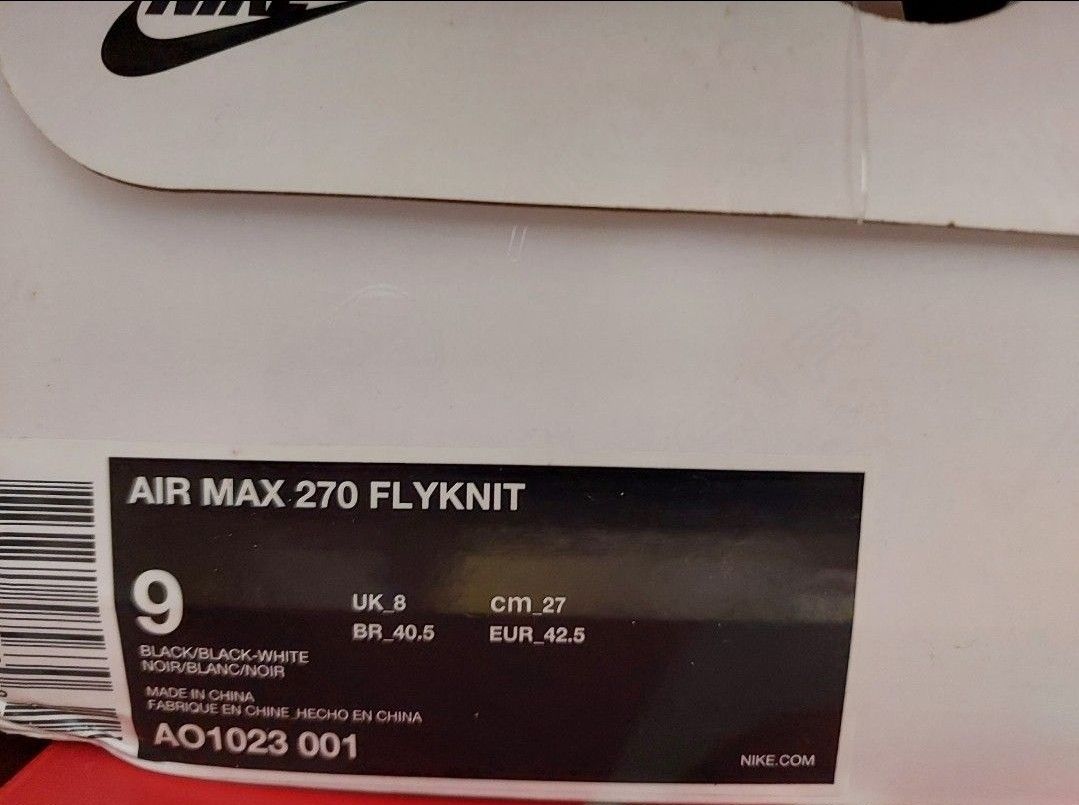 NIKE
AIR MAX 270 FLYKNIT
9
UK_8 cm_27
BR_40.5 EUR_42.5
BLACK/BLACK-WHITE
NOIR/BLANC/NOIR
MADE IN CHINA
FABRIQUE EN CHINE_HECHO EN CHINA
AO1023 001
NIKE.COM